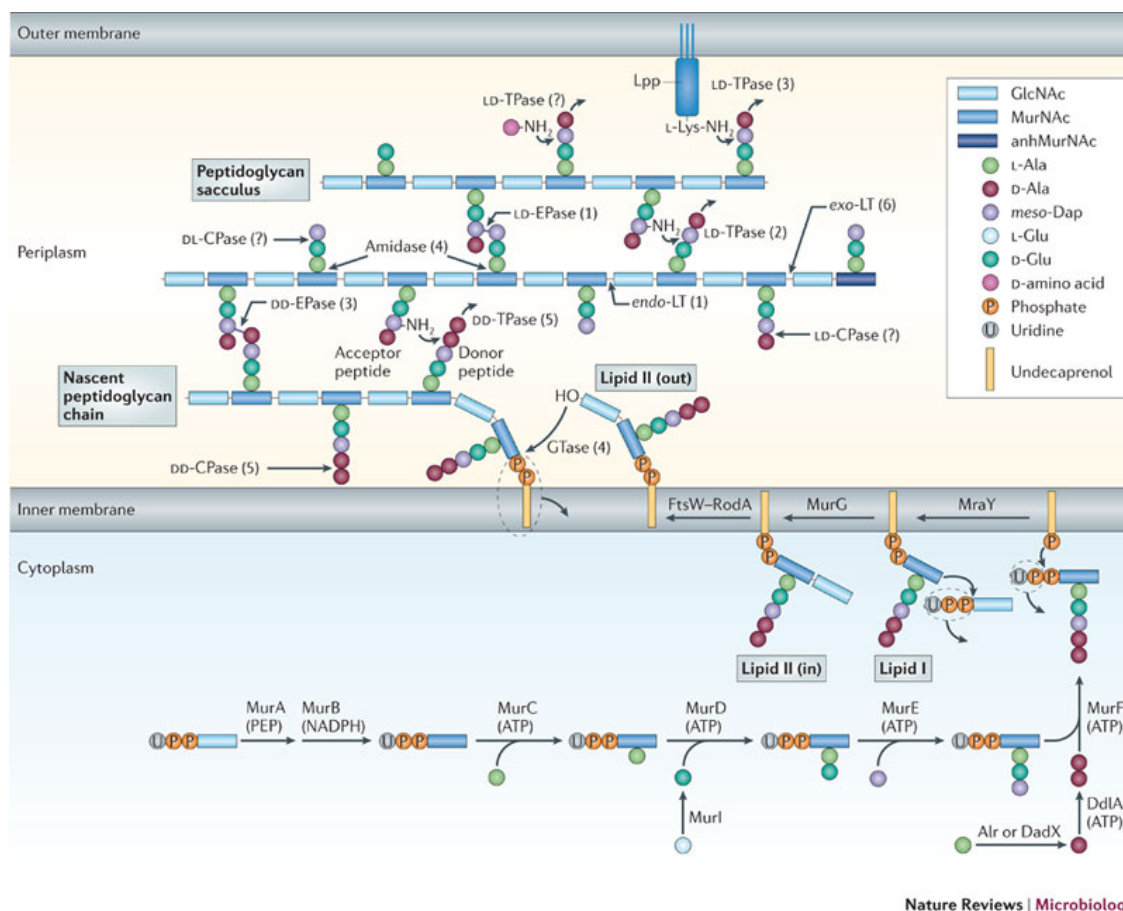 Outer membrane
Lpp
LD-TPase (3)
LD-TPase (?)
NH2
L-Lys-NH2
Peptidoglycan
sacculus
LD-EPase (1)
NH2
LD-TPase (2)
exo-LT (6)
Periplasm
DL-CPase (?)
Amidase (4)
DD-EPase (3)
NH2
DD-TPase (5)
endo-LT (1)
LD-CPase (?)
Acceptor
peptide
Donor
peptide
Nascent
peptidoglycan
chain
Lipid II (out)
HO
GTase (4)
DD-CPase (5)
P
P
P
P
GlcNAc
MurNAc
anhMurNAc
L-Ala
D-Ala
meso-Dap
L-Glu
D-Glu
D-amino acid
P Phosphate
U Uridine
Undecaprenol
Inner membrane
FtsW–RodA
MurG
MraY
Cytoplasm
P
P
P
P
P
U P P
U P P
Lipid II (in)
Lipid I
MurA
(PEP)
MurB
(NADPH)
MurC
(ATP)
MurD
(ATP)
MurE
(ATP)
MurF
(ATP)
U P P
U P P
U P P
U P P
U P P
MurI
DdlA
(ATP)
Alr or DadX
Nature Reviews | Microbiolo